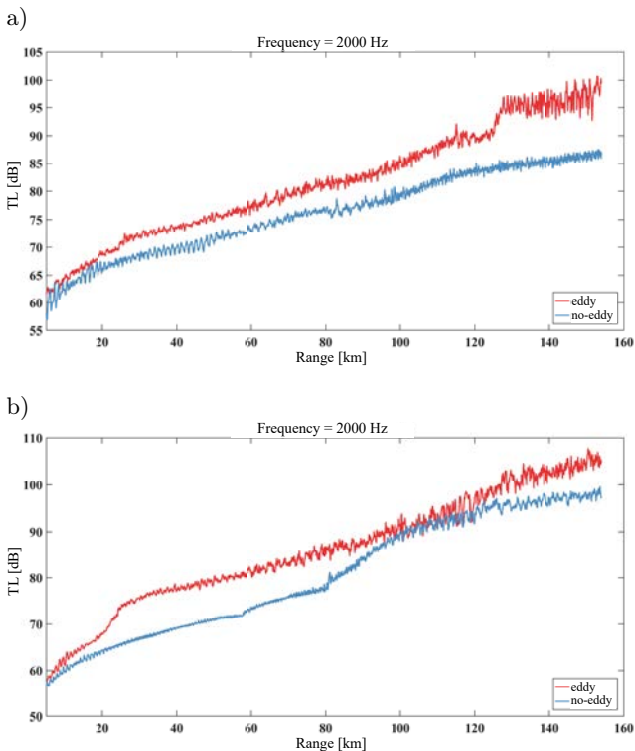 a)
Frequency = 2000 Hz
105
100
95
90
85
80
75
70
65
60
55
TL [dB]
20 40 60 80 100 120 140 160
Range [km]
eddy
no-eddy
b)
Frequency = 2000 Hz
110
100
90
80
70
60
50
TL [dB]
20 40 60 80 100 120 140 160
Range [km]
eddy
no-eddy